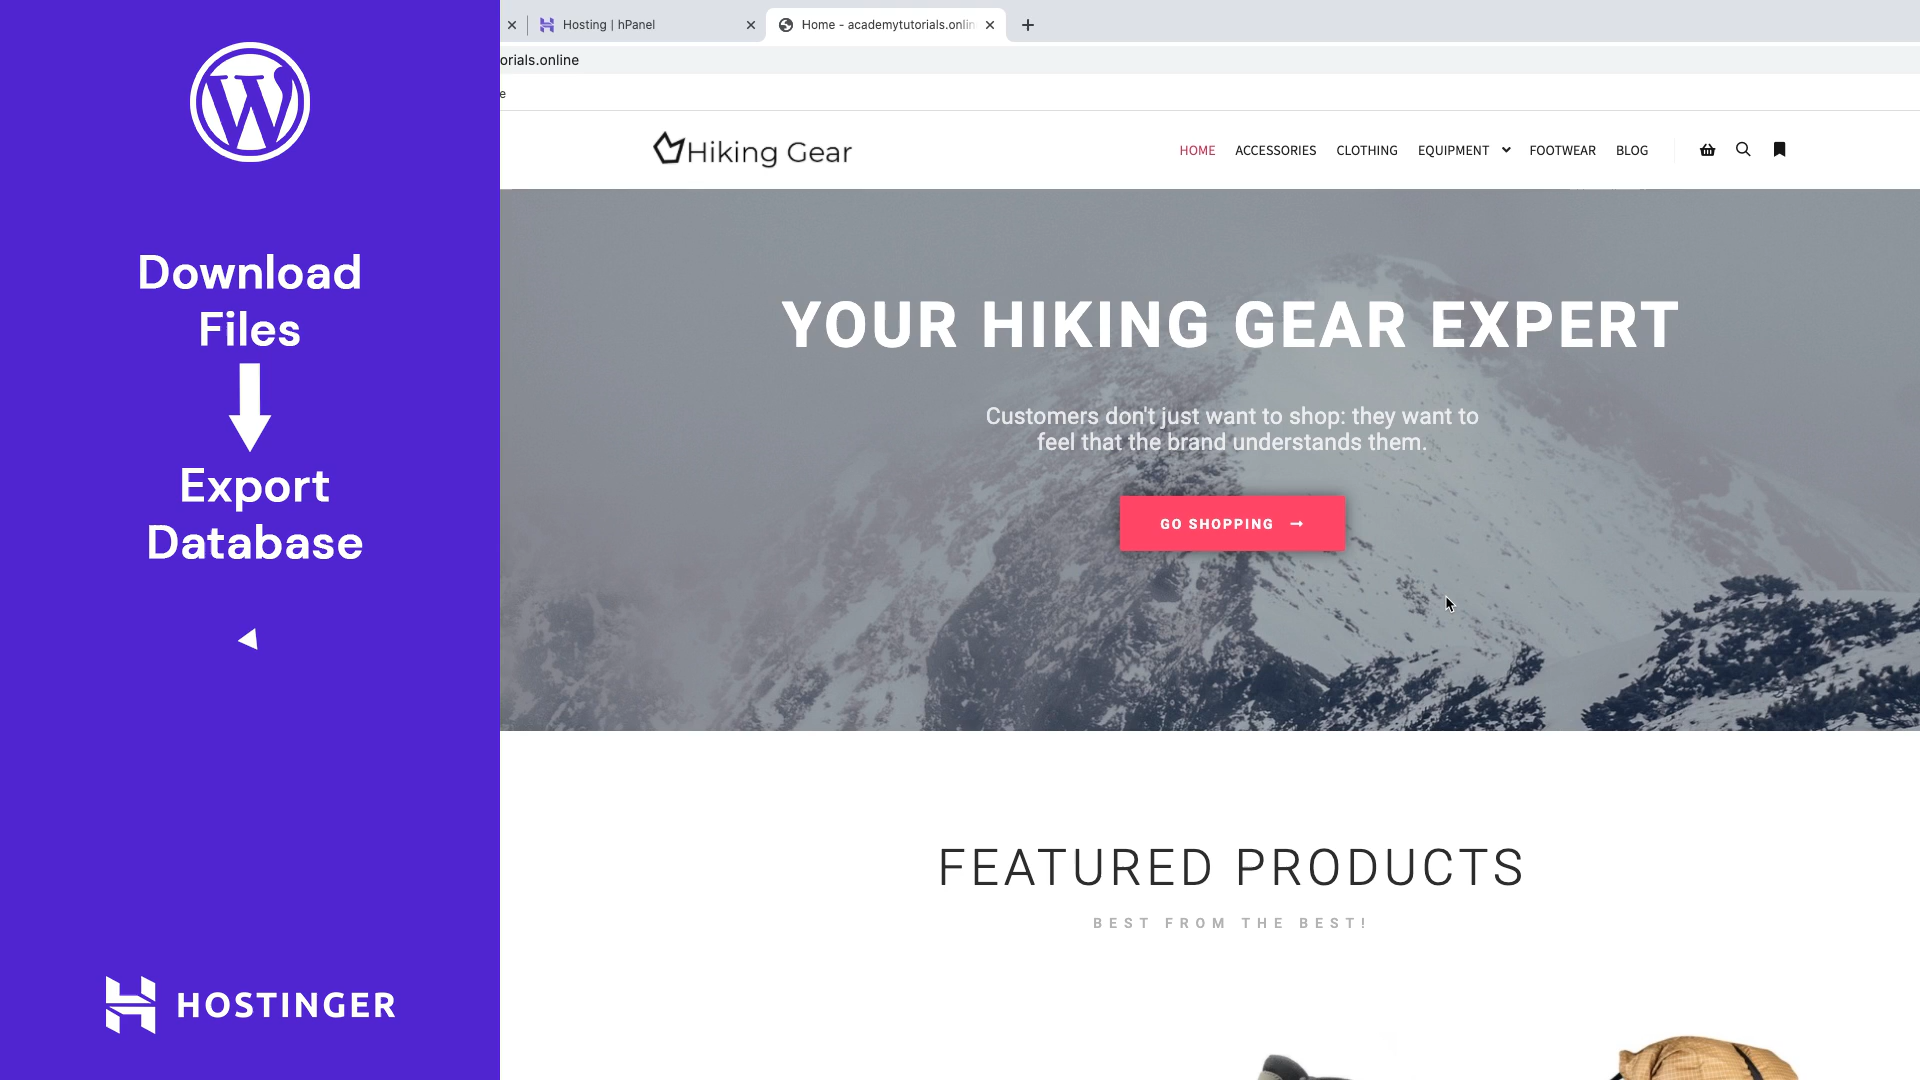 Download
Files
Export
Database
HOSTINGER
Hosting | hPanel
Home - academytutorials.onlin
orials.online
e
Hiking Gear
HOME ACCESSORIES CLOTHING EQUIPMENT FOOTWEAR BLOG
YOUR HIKING GEAR EXPERT
Customers don't just want to shop: they want to
feel that the brand understands them.
GO SHOPPING
FEATURED PRODUCTS
BEST FROM THE BEST!